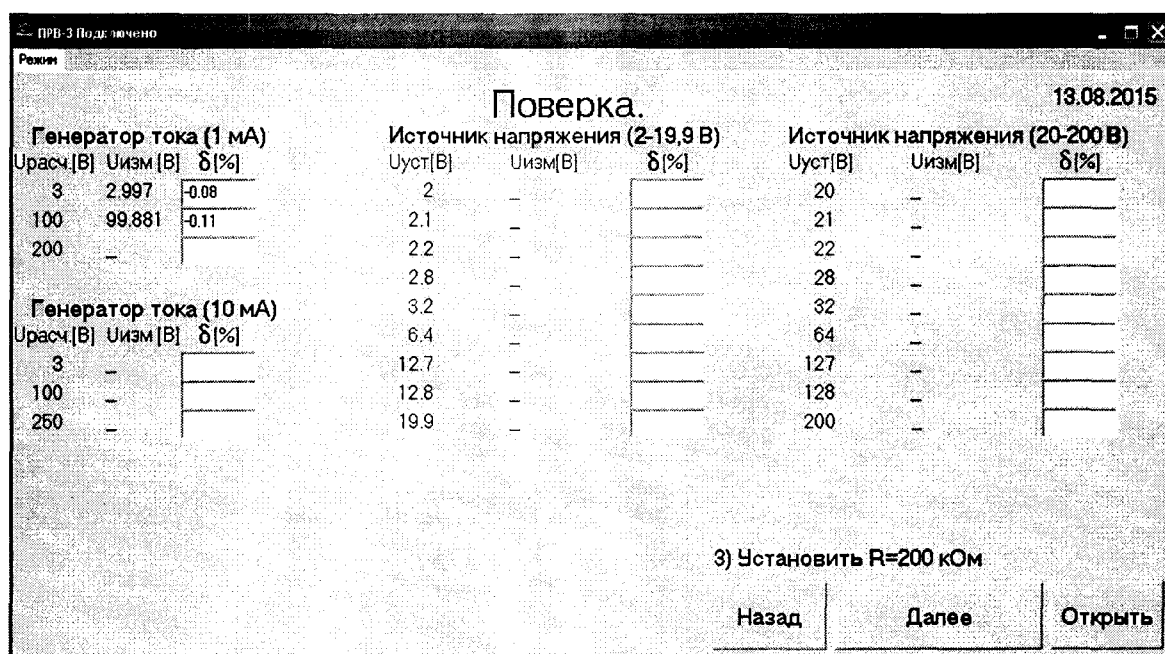 ПРВ-3 Подключено
Режим
Поверка.
13.08.2015
Генератор тока (1 мА)
Uрасч.[В] Uизм [В] δ[%]
3 2.997 -0.08
100 99.881 -0.11
200 _
Генератор тока (10 мА)
Uрасч.[В] Uизм [В] δ[%]
3 _
100 _
250 _
Источник напряжения (2-19,9 В)
Uуст[В] Uизм[В] δ[%]
2 _
2.1 _
2.2 _
2.8 _
3.2 _
6.4 _
12.7 _
12.8 _
19.9 _
Источник напряжения (20-200 В)
Uуст[В] Uизм[В] δ[%]
20 _
21 _
22 _
28 _
32 _
64 _
127 _
128 _
200 _
3) Установить R=200 кОм
Назад Далее Открыть